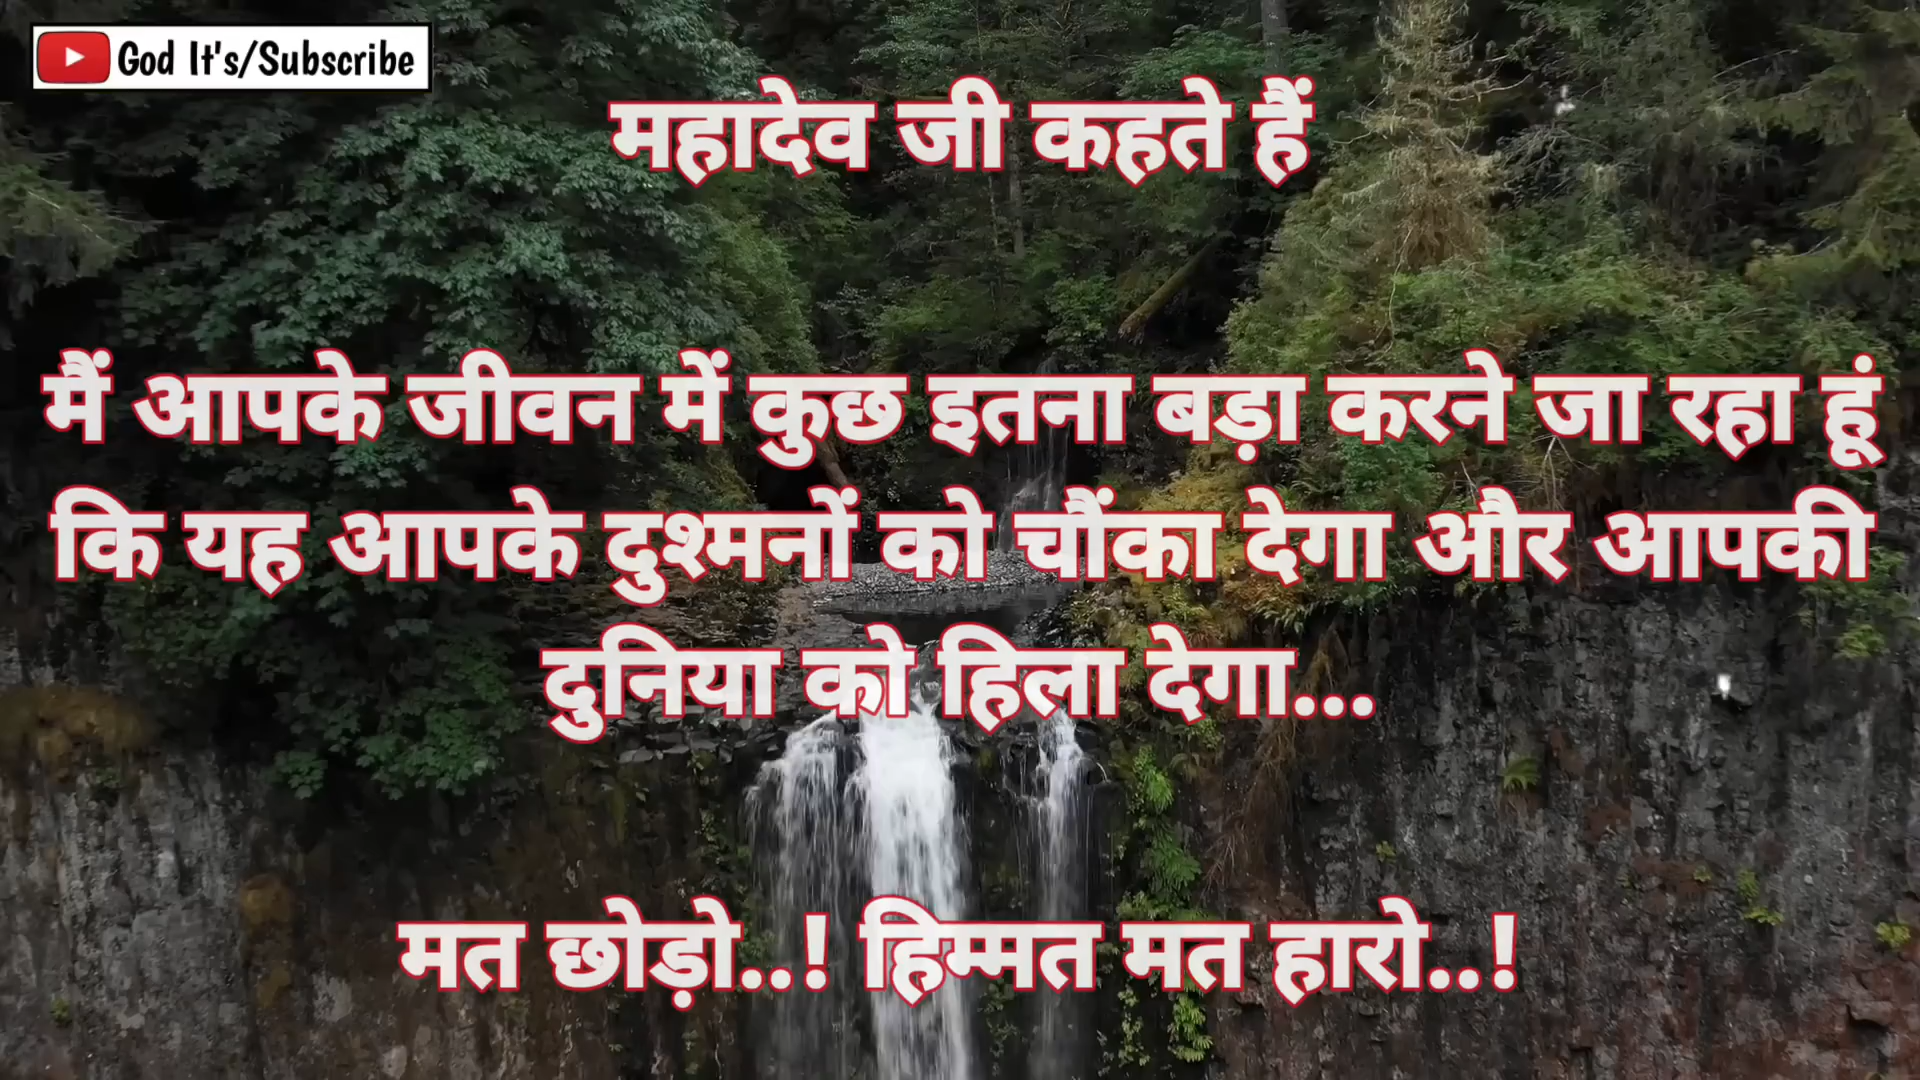 God It's/Subscribe
महादेव जी कहते हैं
मैं आपके जीवन में कुछ इतना बड़ा करने जा रहा हूं
कि यह आपके दुश्मनों को चौंका देगा और आपकी
दुनिया को हिला देगा...
मत छोड़ो..! हिम्मत मत हारो..!